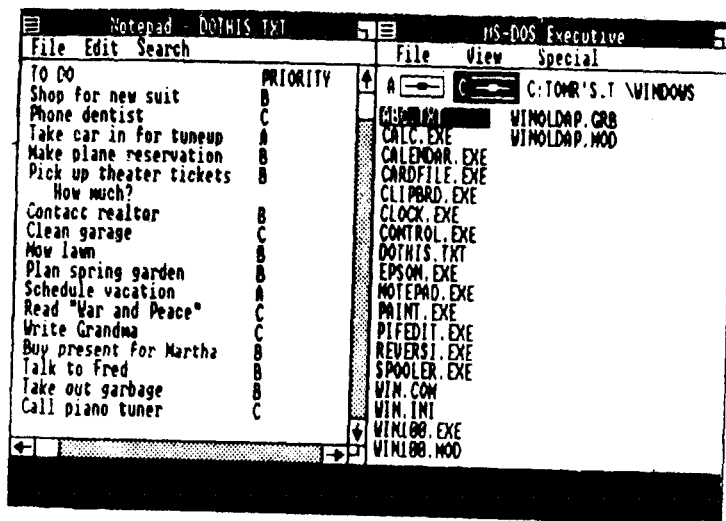 Notepad - DOTHIS.TXT
File Edit Search
TO DO PRIORITY
Shop for new suit B
Phone dentist C
Take car in for tuneup A
Make plane reservation B
Pick up theater tickets B
How much?
Contact realtor B
Clean garage C
Mow lawn B
Plan spring garden B
Schedule vacation A
Read "War and Peace" C
Write Grandma C
Buy present for Martha B
Talk to Fred B
Take out garbage B
Call piano tuner C
MS-DOS Executive
File View Special
A C C:TOMR'S.T \WINDOWS
ABC.TXT WINOLDAP.GRB
CALC.EXE WINOLDAP.MOD
CALENDAR.EXE
CARDFILE.EXE
CLIPBRD.EXE
CLOCK.EXE
CONTROL.EXE
DOTHIS.TXT
EPSON.EXE
NOTEPAD.EXE
PAINT.EXE
PIFEDIT.EXE
REVERSI.EXE
SPOOLER.EXE
WIN.COM
WIN.INI
WIN100.EXE
WIN100.MOD